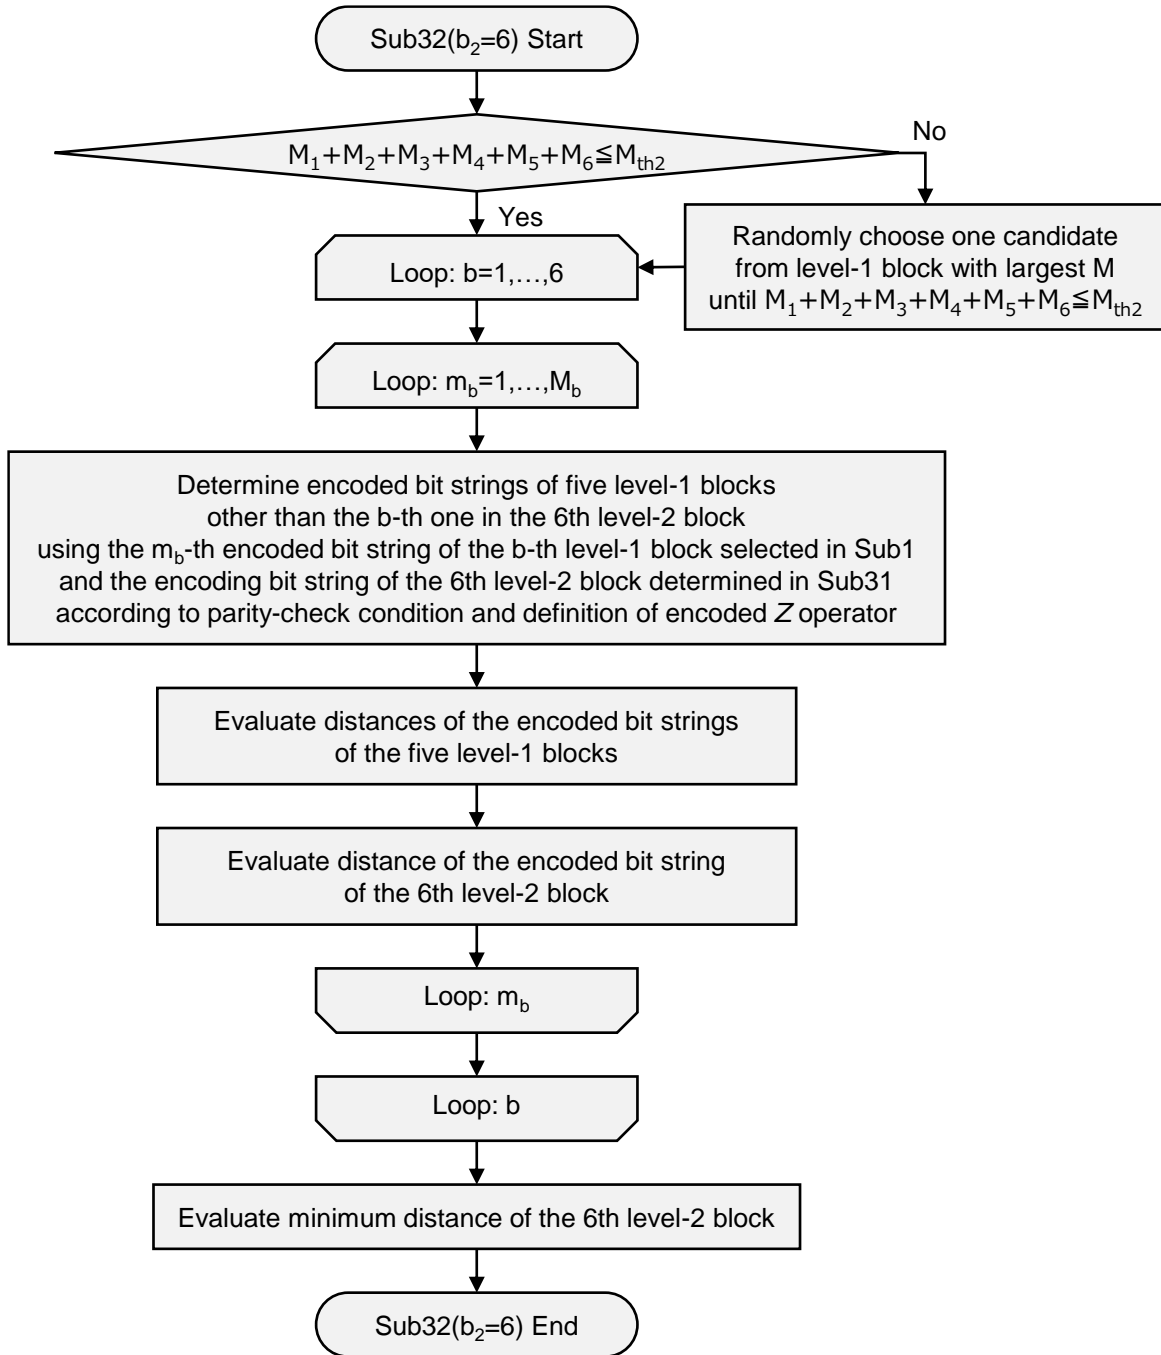 Sub32(b₂=6) Start
M₁+M₂+M₃+M₄+M₅+M₆≦Mₜₕ₂
No
Yes
Randomly choose one candidate
from level-1 block with largest M
until M₁+M₂+M₃+M₄+M₅+M₆≦Mₜₕ₂
Loop: b=1,…,6
Loop: m_b=1,…,M_b
Determine encoded bit strings of five level-1 blocks
other than the b-th one in the 6th level-2 block
using the m_b-th encoded bit string of the b-th level-1 block selected in Sub1
and the encoding bit string of the 6th level-2 block determined in Sub31
according to parity-check condition and definition of encoded Z operator
Evaluate distances of the encoded bit strings
of the five level-1 blocks
Evaluate distance of the encoded bit string
of the 6th level-2 block
Loop: m_b
Loop: b
Evaluate minimum distance of the 6th level-2 block
Sub32(b₂=6) End